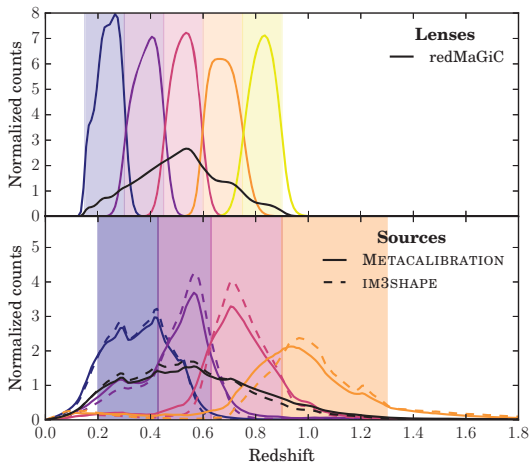 8
7
6
5
4
3
2
1
0
Normalized counts
Lenses
redMaGiC
5
4
3
2
1
0
Normalized counts
Sources
METACALIBRATION
IM3SHAPE
0.0 0.2 0.4 0.6 0.8 1.0 1.2 1.4 1.6 1.8
Redshift